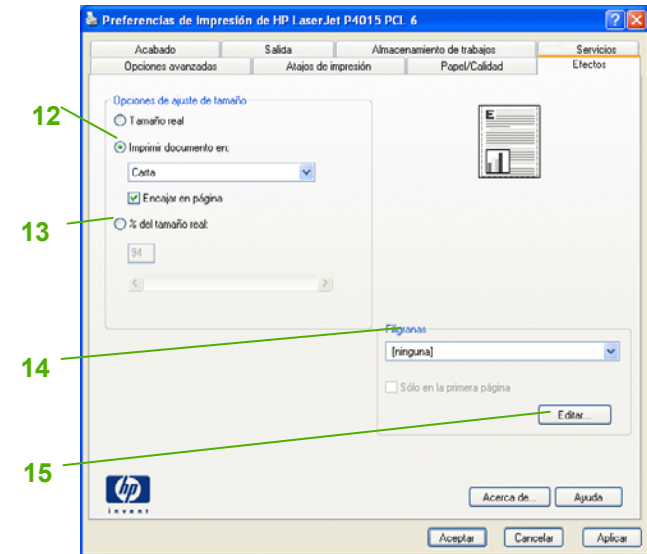 Preferencias de impresión de HP LaserJet P4015 PCL 6
Acabado Salida Almacenamiento de trabajos Servicios
Opciones avanzadas Atajos de impresión Papel/Calidad Efectos
Opciones de ajuste de tamaño
Tamaño real
12
Imprimir documento en:
Carta
Encajar en página
13
% del tamaño real:
94
E
14
Filigranas
[ninguna]
Sólo en la primera página
Editar...
15
hp
invent
Acerca de... Ayuda
Aceptar Cancelar Aplicar